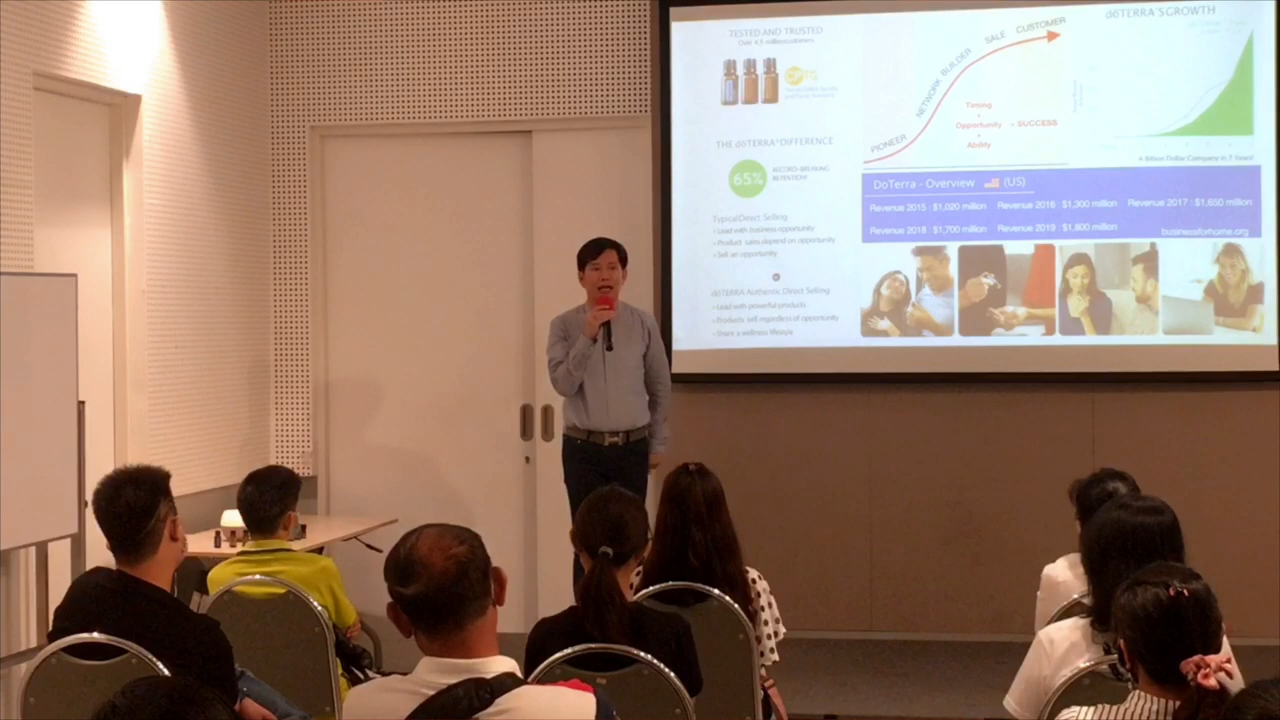 TESTED AND TRUSTED
Over 4.5 million customers
THE dōTERRA® DIFFERENCE
65%
RECORD-BREAKING
RETENTION!
Typical Direct Selling
• Lead with business opportunity
• Product sales depend on opportunity
• Sell an opportunity
dōTERRA Authentic Direct Selling
• Lead with powerful products
• Products sell regardless of opportunity
• Share a wellness lifestyle
PIONEER NETWORK BUILDER SALE CUSTOMER
Timing
+
Opportunity = SUCCESS
+
Ability
dōTERRA'S GROWTH
A Billion Dollar Company in 7 Years!
DoTerra - Overview (US)
Revenue 2015 : $1,020 million Revenue 2016 : $1,300 million Revenue 2017 : $1,650 million
Revenue 2018 : $1,700 million Revenue 2019 : $1,800 million
businessforhome.org